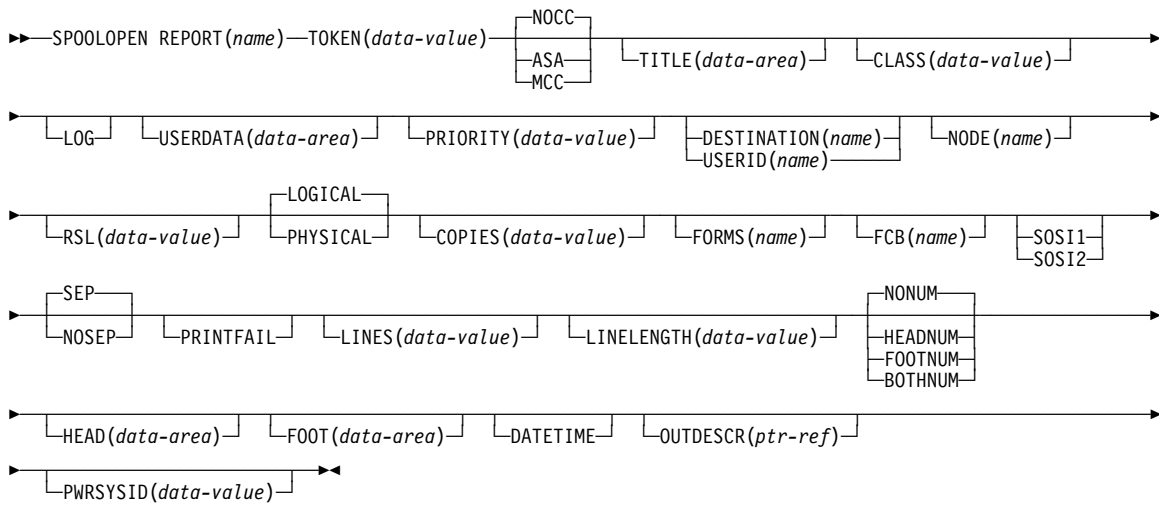 NOCC
SPOOLOPEN REPORT(name) TOKEN(data-value)
ASA TITLE(data-area) CLASS(data-value)
MCC
LOG USERDATA(data-area) PRIORITY(data-value) DESTINATION(name) NODE(name)
USERID(name)
LOGICAL
RSL(data-value) PHYSICAL COPIES(data-value) FORMS(name) FCB(name) SOSI1
SOSI2
SEP NONUM
NOSEP PRINTFAIL LINES(data-value) LINELENGTH(data-value) HEADNUM
FOOTNUM
BOTHNUM
HEAD(data-area) FOOT(data-area) DATETIME OUTDESCR(ptr-ref)
PWRSYSID(data-value)